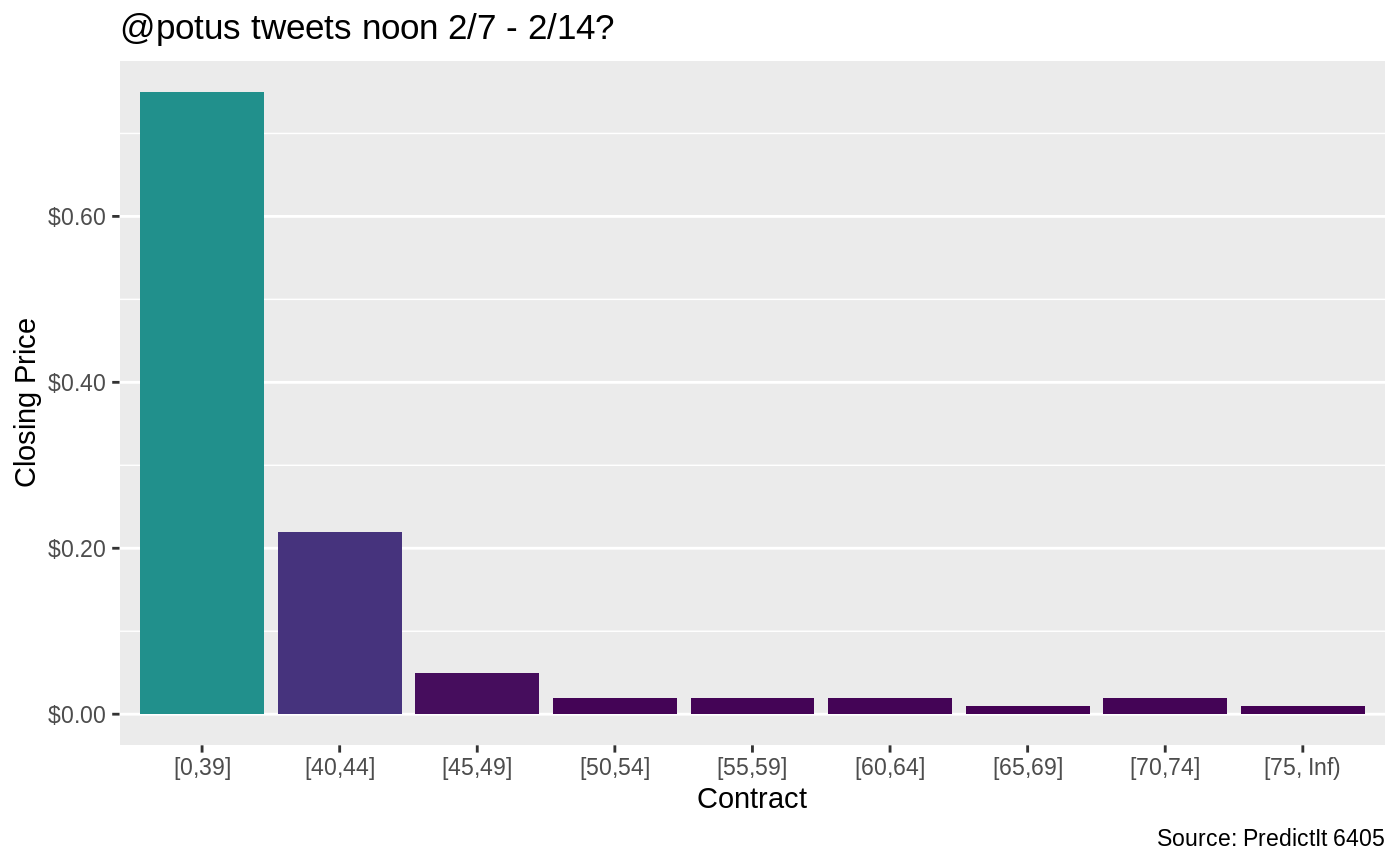 @potus tweets noon 2/7 - 2/14?
Closing Price
$0.60
$0.40
$0.20
$0.00
[0,39]
[40,44]
[45,49]
[50,54]
[55,59]
[60,64]
[65,69]
[70,74]
[75, Inf)
Contract
Source: PredictIt 6405